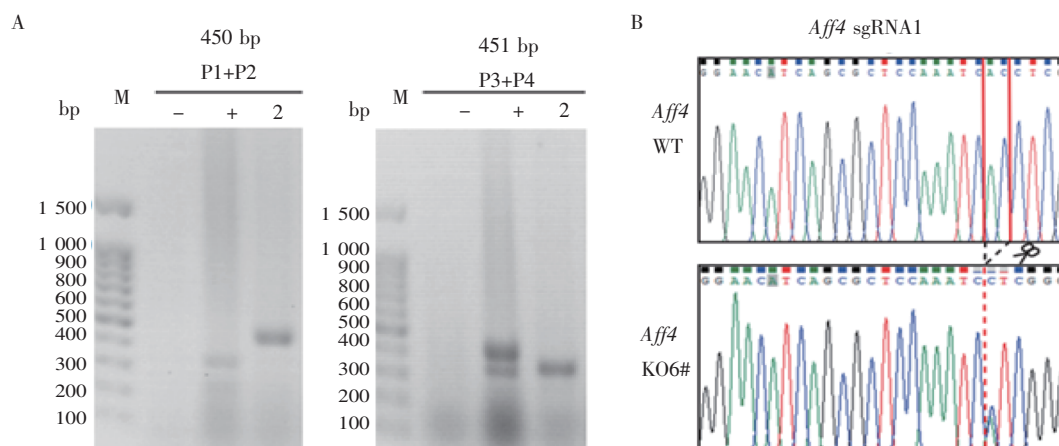 A
450 bp
P1+P2
bp M − + 2
1 500
1 000
900
800
700
600
500
400
300
200
100
451 bp
P3+P4
bp M − + 2
1 500
1 000
900
800
700
600
500
400
300
200
100
B
Aff4 sgRNA1
GGAACATCAGCGCTCCAAATCACCTC
Aff4
WT
GGAACATCAGCGCTCCAAATCCTCGG
Aff4
KO6#